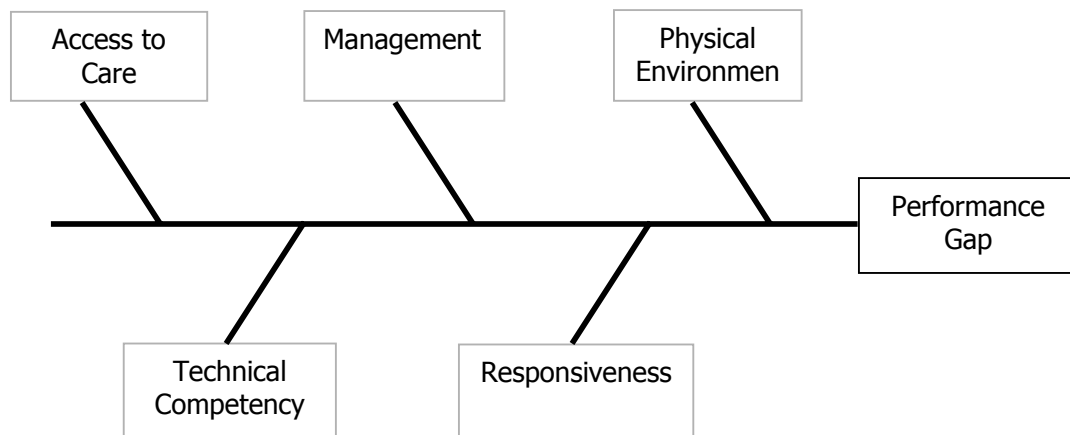 Access to
Care
Management
Physical
Environmen
Performance
Gap
Technical
Competency
Responsiveness